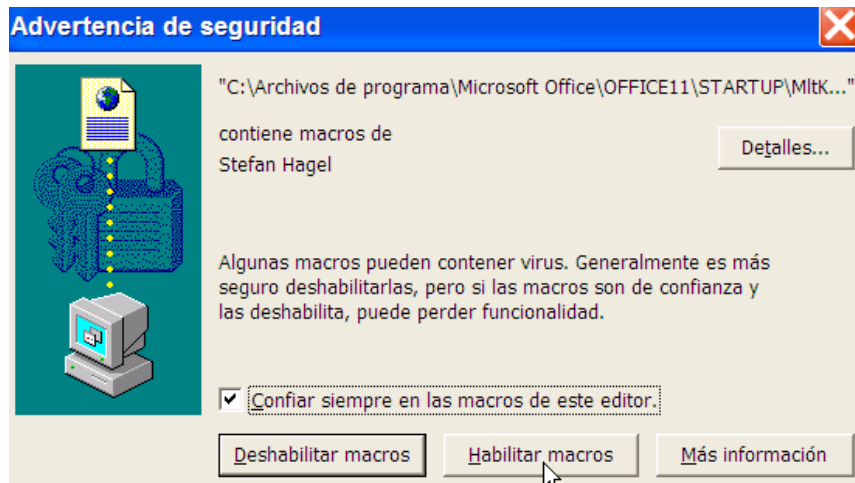 Advertencia de seguridad
"C:\Archivos de programa\Microsoft Office\OFFICE11\STARTUP\MltK..."
contiene macros de
Stefan Hagel
Detalles...
Algunas macros pueden contener virus. Generalmente es más
seguro deshabilitarlas, pero si las macros son de confianza y
las deshabilita, puede perder funcionalidad.
Confiar siempre en las macros de este editor.
Deshabilitar macros
Habilitar macros
Más información